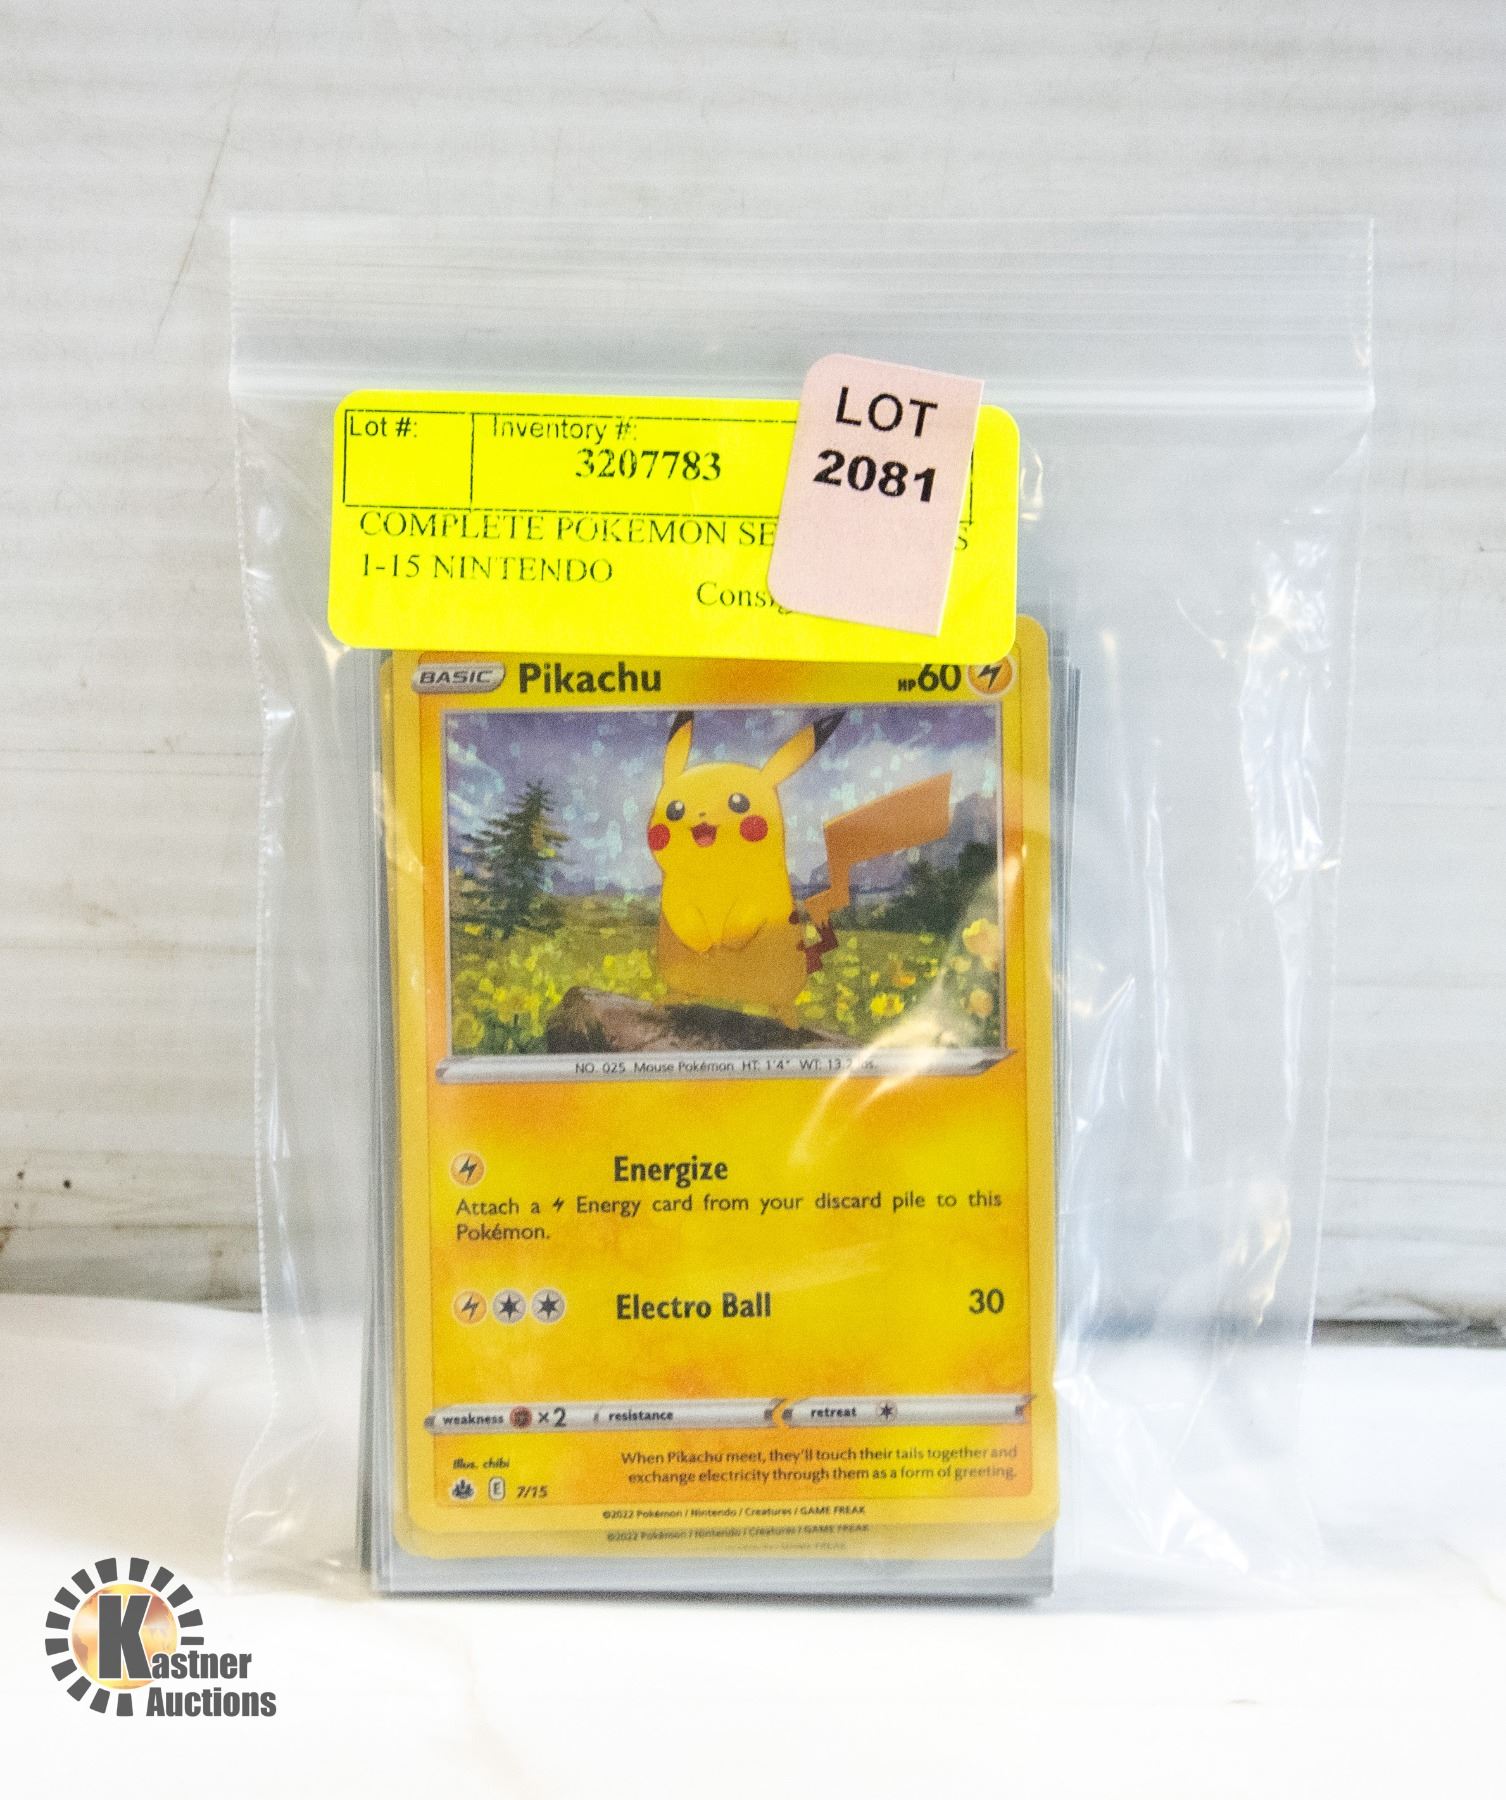 LOT
2081
Lot #: Inventory #:
3207783
COMPLETE POKEMON
1-15 NINTENDO
BASIC Pikachu HP 60
NO. 025 Mouse Pokémon HT: 1'4" WT:
Energize
Attach a Energy card from your discard pile to this
Pokémon.
Electro Ball 30
weakness ×2 resistance retreat
Illus. chibi
When Pikachu meet, they'll touch their tails together and
exchange electricity through them as a form of greeting.
E 7/15
©2022 Pokémon / Nintendo / Creatures / GAME FREAK
©2022 Pokémon / Nintendo / Creatures / GAME FREAK
Kastner
Auctions